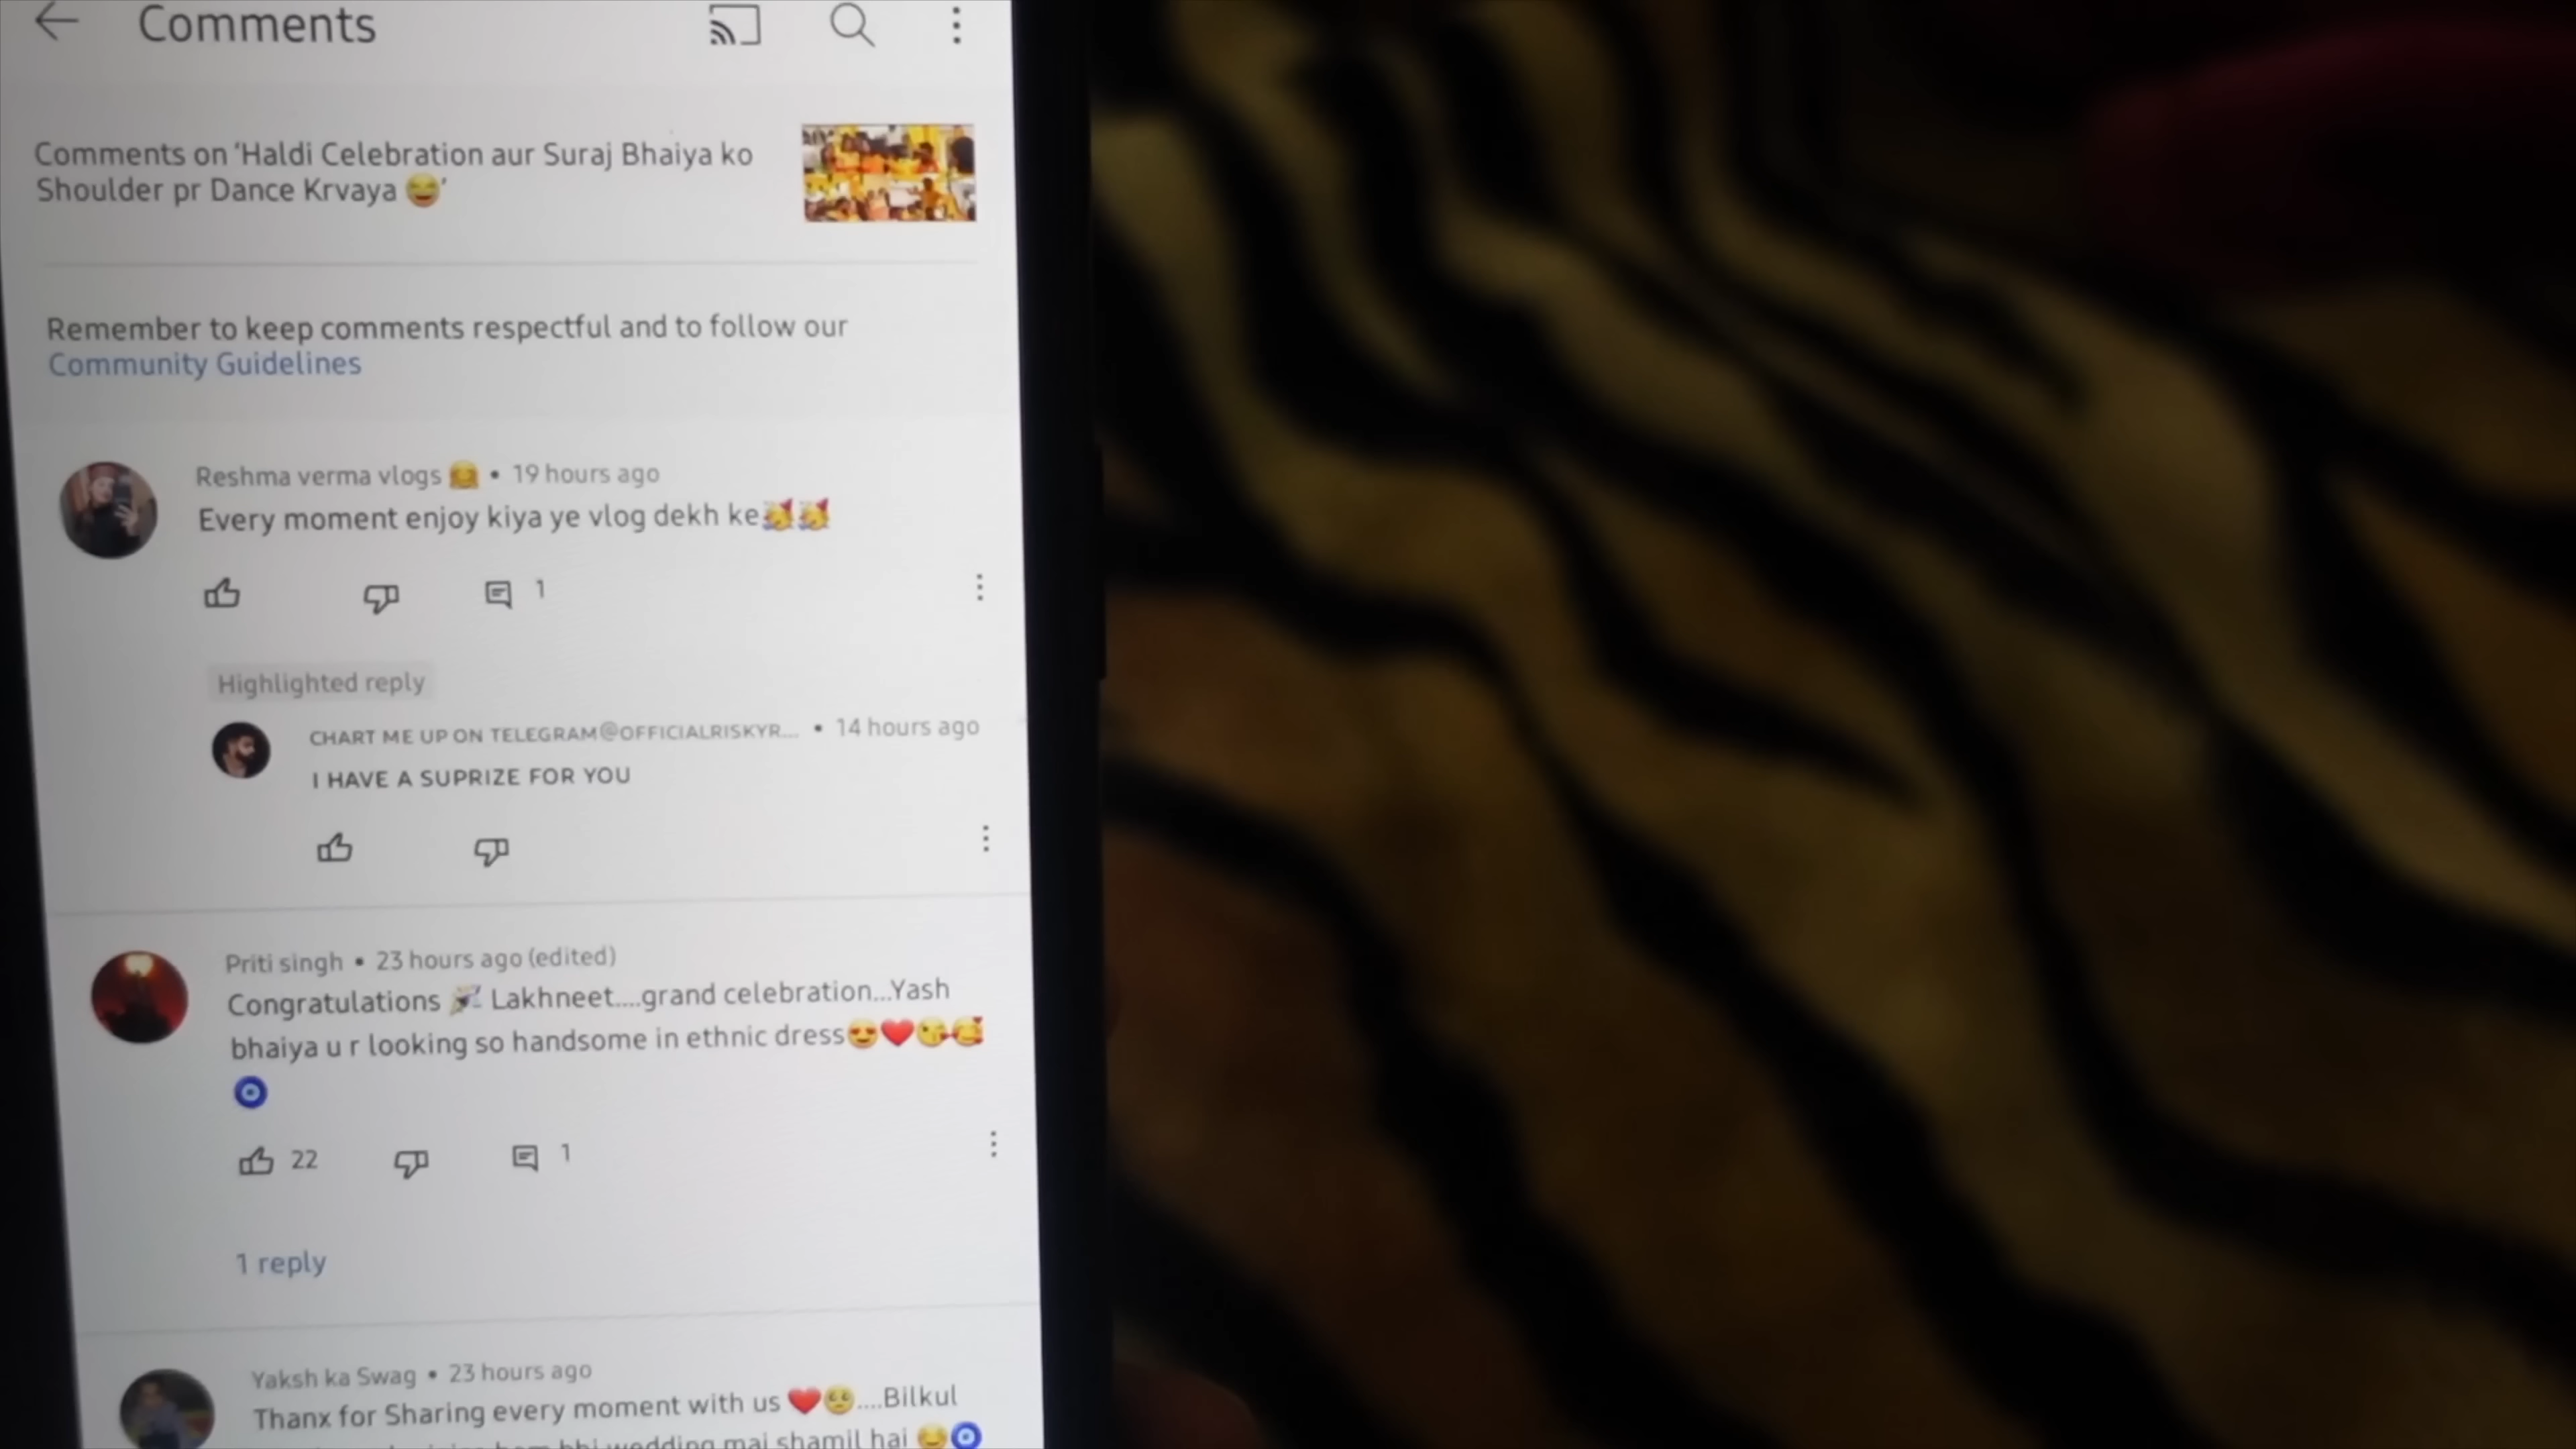 Comments
Comments on 'Haldi Celebration aur Suraj Bhaiya ko
Shoulder pr Dance Krvaya 😆'
Remember to keep comments respectful and to follow our
Community Guidelines
Reshma verma vlogs 🤗 • 19 hours ago
Every moment enjoy kiya ye vlog dekh ke🥳🥳
1
Highlighted reply
CHART ME UP ON TELEGRAM@OFFICIALRISKYR... • 14 hours ago
I HAVE A SUPRIZE FOR YOU
Priti singh • 23 hours ago (edited)
Congratulations 🎉 Lakhneet....grand celebration...Yash
bhaiya u r looking so handsome in ethnic dress😍❤️😘🥰
🧿
22 1
1 reply
Yaksh ka Swag • 23 hours ago
Thanx for Sharing every moment with us ❤️🥺....Bilkul
wedding mai shamil hai 😂🧿